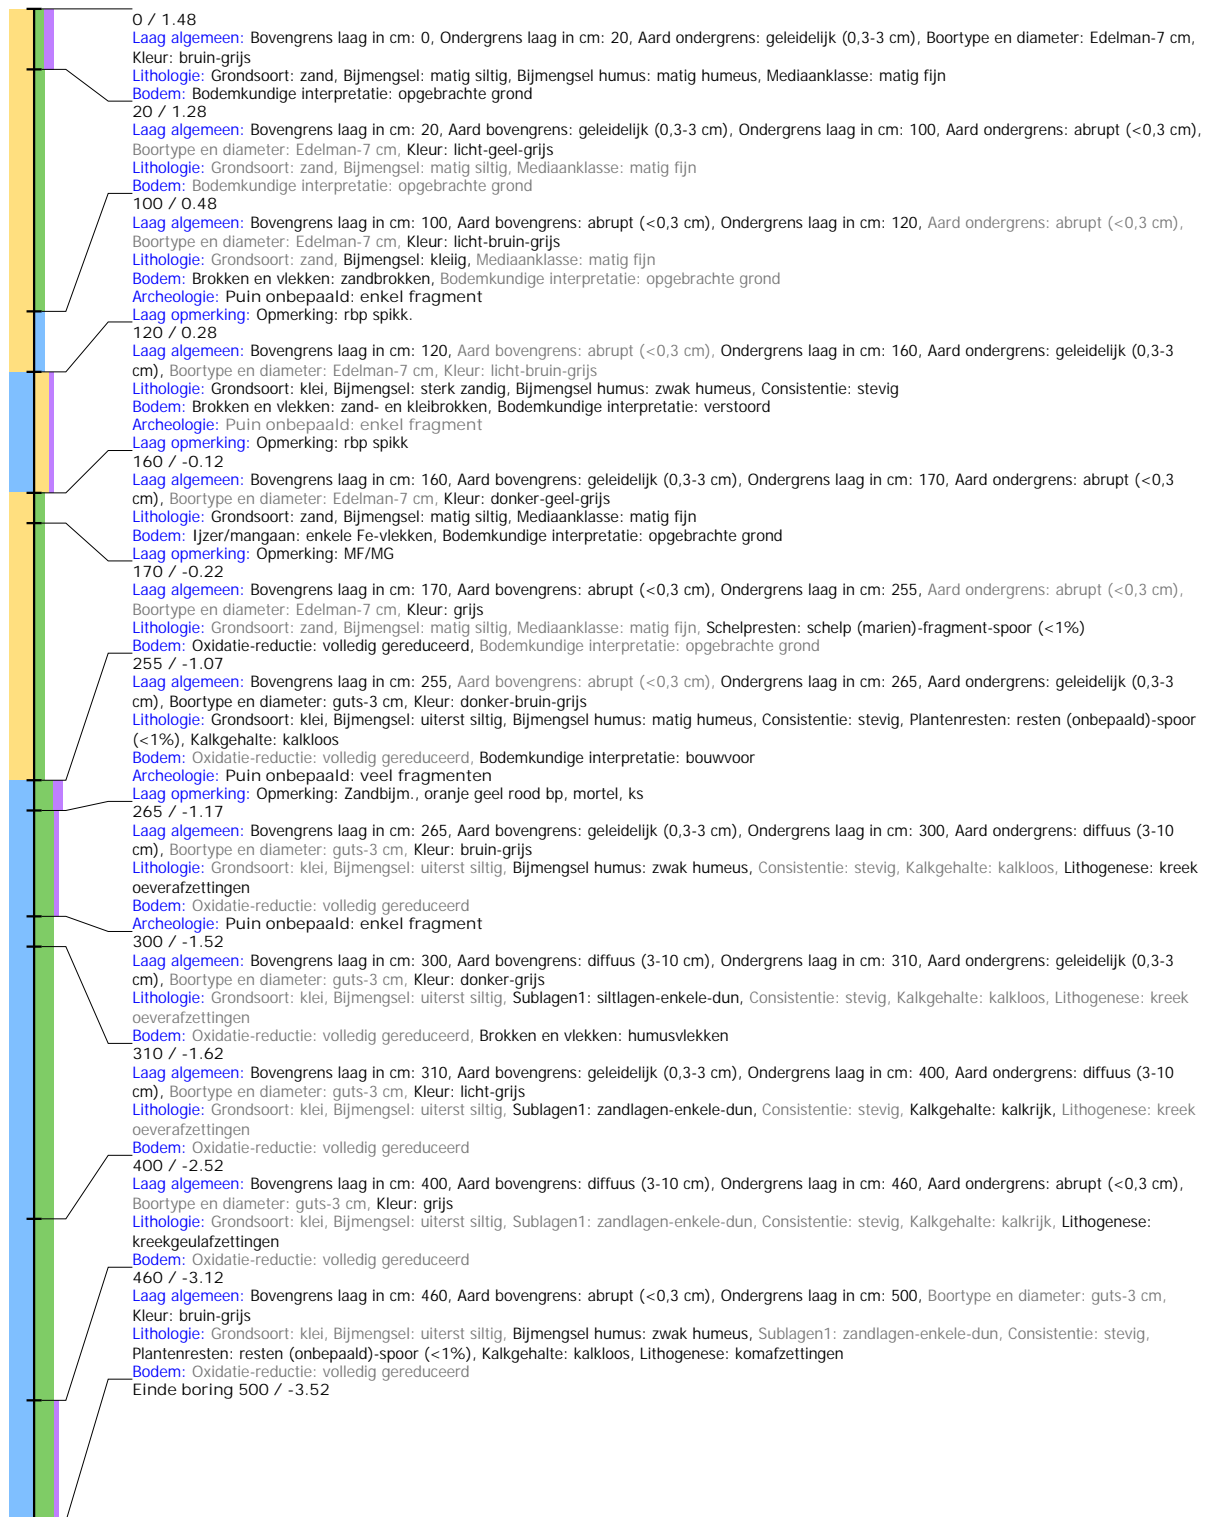 0 / 1.48
Laag algemeen: Bovengrens laag in cm: 0, Ondergrens laag in cm: 20, Aard ondergrens: geleidelijk (0,3-3 cm), Boortype en diameter: Edelman-7 cm,
Kleur: bruin-grijs
Lithologie: Grondsoort: zand, Bijmengsel: matig siltig, Bijmengsel humus: matig humeus, Mediaanklasse: matig fijn
Bodem: Bodemkundige interpretatie: opgebrachte grond
20 / 1.28
Laag algemeen: Bovengrens laag in cm: 20, Aard bovengrens: geleidelijk (0,3-3 cm), Ondergrens laag in cm: 100, Aard ondergrens: abrupt (<0,3 cm),
Boortype en diameter: Edelman-7 cm, Kleur: licht-geel-grijs
Lithologie: Grondsoort: zand, Bijmengsel: matig siltig, Mediaanklasse: matig fijn
Bodem: Bodemkundige interpretatie: opgebrachte grond
100 / 0.48
Laag algemeen: Bovengrens laag in cm: 100, Aard bovengrens: abrupt (<0,3 cm), Ondergrens laag in cm: 120, Aard ondergrens: abrupt (<0,3 cm),
Boortype en diameter: Edelman-7 cm, Kleur: licht-bruin-grijs
Lithologie: Grondsoort: zand, Bijmengsel: kleiig, Mediaanklasse: matig fijn
Bodem: Brokken en vlekken: zandbrokken, Bodemkundige interpretatie: opgebrachte grond
Archeologie: Puin onbepaald: enkel fragment
Laag opmerking: Opmerking: rbp spikk.
120 / 0.28
Laag algemeen: Bovengrens laag in cm: 120, Aard bovengrens: abrupt (<0,3 cm), Ondergrens laag in cm: 160, Aard ondergrens: geleidelijk (0,3-3
cm), Boortype en diameter: Edelman-7 cm, Kleur: licht-bruin-grijs
Lithologie: Grondsoort: klei, Bijmengsel: sterk zandig, Bijmengsel humus: zwak humeus, Consistentie: stevig
Bodem: Brokken en vlekken: zand- en kleibrokken, Bodemkundige interpretatie: verstoord
Archeologie: Puin onbepaald: enkel fragment
Laag opmerking: Opmerking: rbp spikk
160 / -0.12
Laag algemeen: Bovengrens laag in cm: 160, Aard bovengrens: geleidelijk (0,3-3 cm), Ondergrens laag in cm: 170, Aard ondergrens: abrupt (<0,3
cm), Boortype en diameter: Edelman-7 cm, Kleur: donker-geel-grijs
Lithologie: Grondsoort: zand, Bijmengsel: matig siltig, Mediaanklasse: matig fijn
Bodem: Ijzer/mangaan: enkele Fe-vlekken, Bodemkundige interpretatie: opgebrachte grond
Laag opmerking: Opmerking: MF/MG
170 / -0.22
Laag algemeen: Bovengrens laag in cm: 170, Aard bovengrens: abrupt (<0,3 cm), Ondergrens laag in cm: 255, Aard ondergrens: abrupt (<0,3 cm),
Boortype en diameter: Edelman-7 cm, Kleur: grijs
Lithologie: Grondsoort: zand, Bijmengsel: matig siltig, Mediaanklasse: matig fijn, Schelpresten: schelp (marien)-fragment-spoor (<1%)
Bodem: Oxidatie-reductie: volledig gereduceerd, Bodemkundige interpretatie: opgebrachte grond
255 / -1.07
Laag algemeen: Bovengrens laag in cm: 255, Aard bovengrens: abrupt (<0,3 cm), Ondergrens laag in cm: 265, Aard ondergrens: geleidelijk (0,3-3
cm), Boortype en diameter: guts-3 cm, Kleur: donker-bruin-grijs
Lithologie: Grondsoort: klei, Bijmengsel: uiterst siltig, Bijmengsel humus: matig humeus, Consistentie: stevig, Plantenresten: resten (onbepaald)-spoor
(<1%), Kalkgehalte: kalkloos
Bodem: Oxidatie-reductie: volledig gereduceerd, Bodemkundige interpretatie: bouwvoor
Archeologie: Puin onbepaald: veel fragmenten
Laag opmerking: Opmerking: Zandbijm., oranje geel rood bp, mortel, ks
265 / -1.17
Laag algemeen: Bovengrens laag in cm: 265, Aard bovengrens: geleidelijk (0,3-3 cm), Ondergrens laag in cm: 300, Aard ondergrens: diffuus (3-10
cm), Boortype en diameter: guts-3 cm, Kleur: bruin-grijs
Lithologie: Grondsoort: klei, Bijmengsel: uiterst siltig, Bijmengsel humus: zwak humeus, Consistentie: stevig, Kalkgehalte: kalkloos, Lithogenese: kreek
oeverafzettingen
Bodem: Oxidatie-reductie: volledig gereduceerd
Archeologie: Puin onbepaald: enkel fragment
300 / -1.52
Laag algemeen: Bovengrens laag in cm: 300, Aard bovengrens: diffuus (3-10 cm), Ondergrens laag in cm: 310, Aard ondergrens: geleidelijk (0,3-3
cm), Boortype en diameter: guts-3 cm, Kleur: donker-grijs
Lithologie: Grondsoort: klei, Bijmengsel: uiterst siltig, Sublagen1: siltlagen-enkele-dun, Consistentie: stevig, Kalkgehalte: kalkloos, Lithogenese: kreek
oeverafzettingen
Bodem: Oxidatie-reductie: volledig gereduceerd, Brokken en vlekken: humusvlekken
310 / -1.62
Laag algemeen: Bovengrens laag in cm: 310, Aard bovengrens: geleidelijk (0,3-3 cm), Ondergrens laag in cm: 400, Aard ondergrens: diffuus (3-10
cm), Boortype en diameter: guts-3 cm, Kleur: licht-grijs
Lithologie: Grondsoort: klei, Bijmengsel: uiterst siltig, Sublagen1: zandlagen-enkele-dun, Consistentie: stevig, Kalkgehalte: kalkrijk, Lithogenese: kreek
oeverafzettingen
Bodem: Oxidatie-reductie: volledig gereduceerd
400 / -2.52
Laag algemeen: Bovengrens laag in cm: 400, Aard bovengrens: diffuus (3-10 cm), Ondergrens laag in cm: 460, Aard ondergrens: abrupt (<0,3 cm),
Boortype en diameter: guts-3 cm, Kleur: grijs
Lithologie: Grondsoort: klei, Bijmengsel: uiterst siltig, Sublagen1: zandlagen-enkele-dun, Consistentie: stevig, Kalkgehalte: kalkrijk, Lithogenese:
kreekgeulafzettingen
Bodem: Oxidatie-reductie: volledig gereduceerd
460 / -3.12
Laag algemeen: Bovengrens laag in cm: 460, Aard bovengrens: abrupt (<0,3 cm), Ondergrens laag in cm: 500, Boortype en diameter: guts-3 cm,
Kleur: bruin-grijs
Lithologie: Grondsoort: klei, Bijmengsel: uiterst siltig, Bijmengsel humus: zwak humeus, Sublagen1: zandlagen-enkele-dun, Consistentie: stevig,
Plantenresten: resten (onbepaald)-spoor (<1%), Kalkgehalte: kalkloos, Lithogenese: komafzettingen
Bodem: Oxidatie-reductie: volledig gereduceerd
Einde boring 500 / -3.52